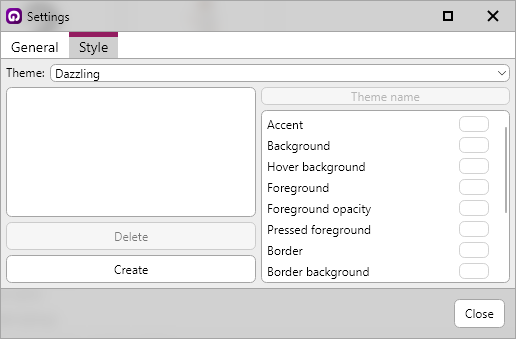 Settings
General
Style
Theme: Dazzling
Theme name
Accent
Background
Hover background
Foreground
Foreground opacity
Pressed foreground
Border
Border background
Delete
Create
Close